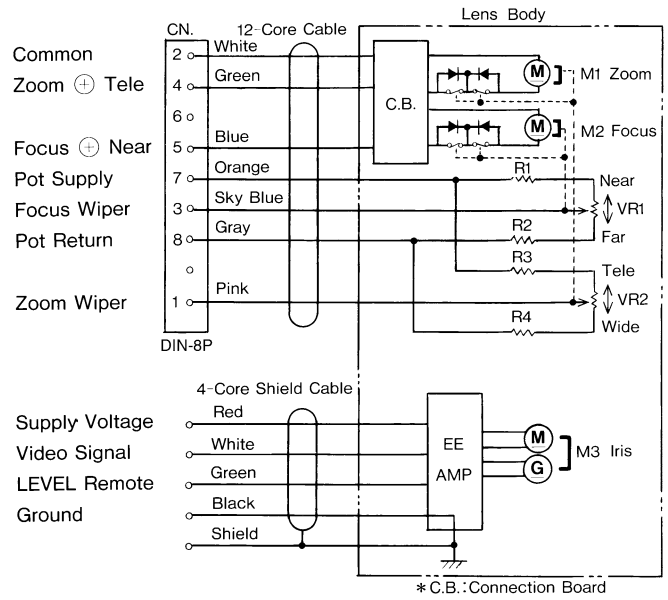 Lens Body
CN.
12-Core Cable
Common
2
White
Zoom ⊕ Tele
4
Green
C.B.
M
M1 Zoom
6
Focus ⊕ Near
5
Blue
M
M2 Focus
Pot Supply
7
Orange
R1
Near
Focus Wiper
3
Sky Blue
VR1
Pot Return
8
Gray
R2
Far
R3
Tele
Zoom Wiper
1
Pink
VR2
R4
Wide
DIN-8P
4-Core Shield Cable
Supply Voltage
Red
Video Signal
White
EE
AMP
M
G
M3 Iris
LEVEL Remote
Green
Ground
Black
Shield
*C.B.:Connection Board